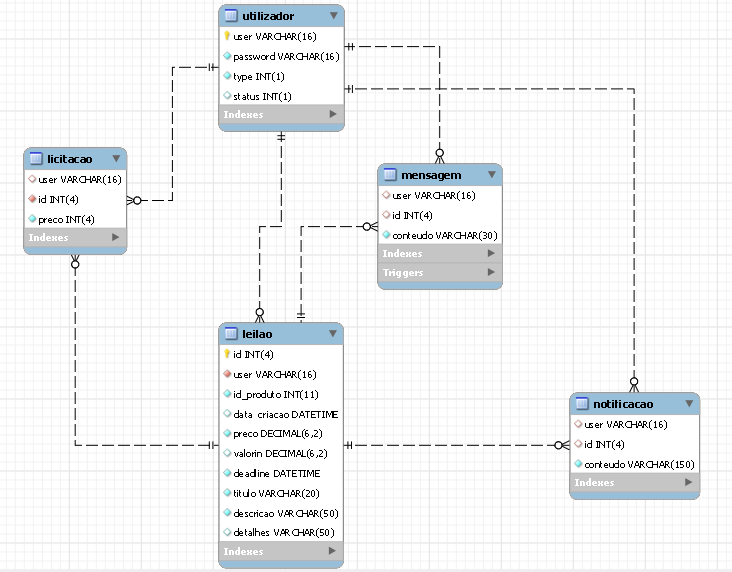 utilizador
user VARCHAR(16)
password VARCHAR(16)
type INT(1)
status INT(1)
Indexes
licitacao
user VARCHAR(16)
id INT(4)
preco INT(4)
Indexes
mensagem
user VARCHAR(16)
id INT(4)
conteudo VARCHAR(30)
Indexes
Triggers
leilao
id INT(4)
user VARCHAR(16)
id_produto INT(11)
data_criacao DATETIME
preco DECIMAL(6,2)
valorin DECIMAL(6,2)
deadline DATETIME
titulo VARCHAR(20)
descricao VARCHAR(50)
detalhes VARCHAR(50)
Indexes
notificacao
user VARCHAR(16)
id INT(4)
conteudo VARCHAR(150)
Indexes